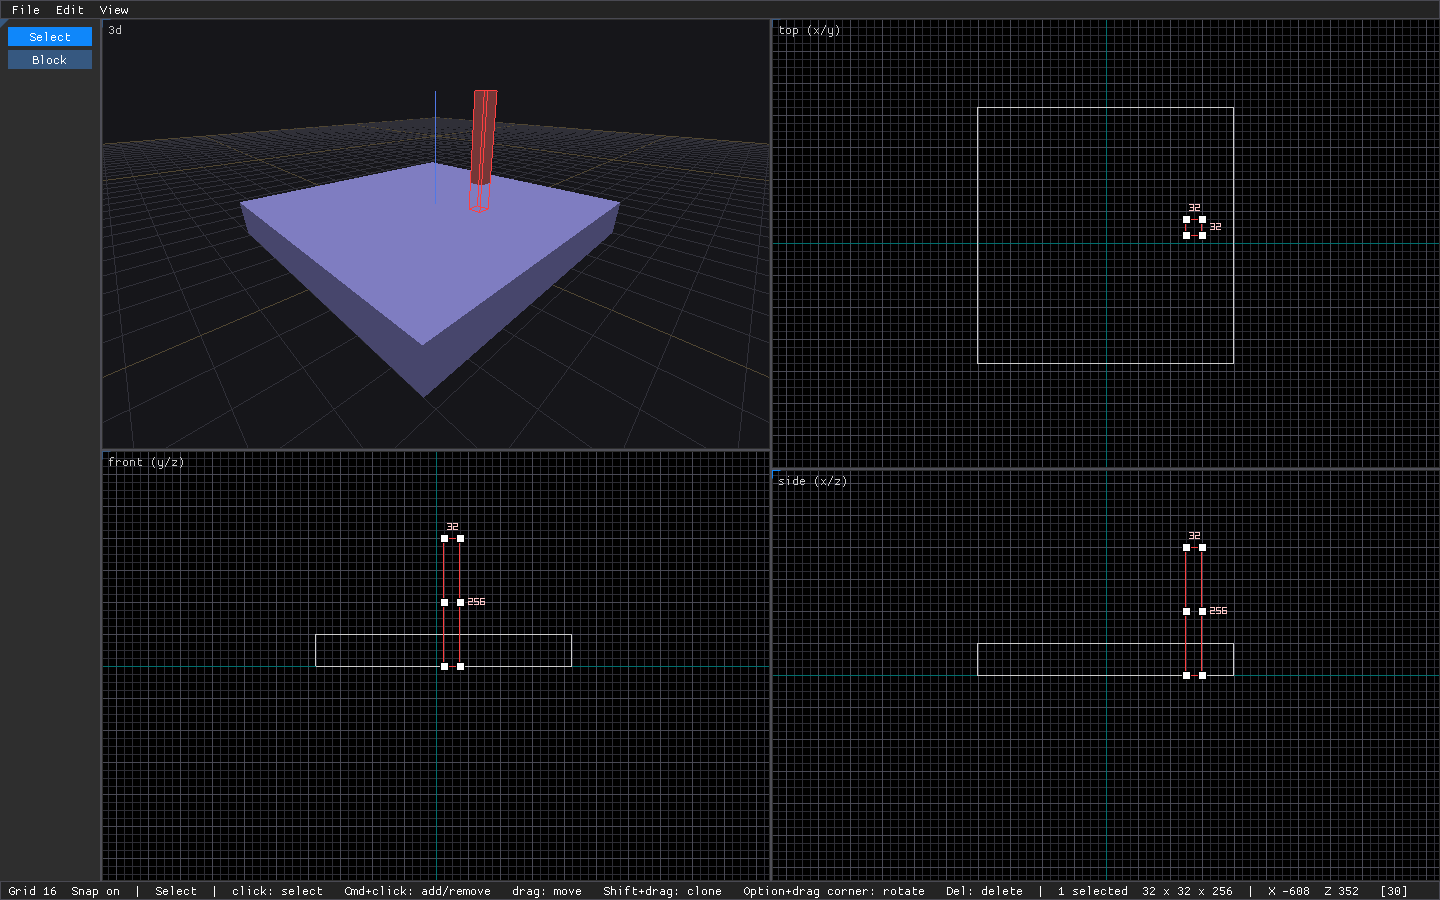 File Edit View
Select
Block
3d
top (x/y)
32
32
front (y/z)
32
256
side (x/z)
32
256
Grid 16 Snap on | Select | click: select Cmd+click: add/remove drag: move Shift+drag: clone Option+drag corner: rotate Del: delete | 1 selected 32 x 32 x 256 | X -608 Z 352 [30]